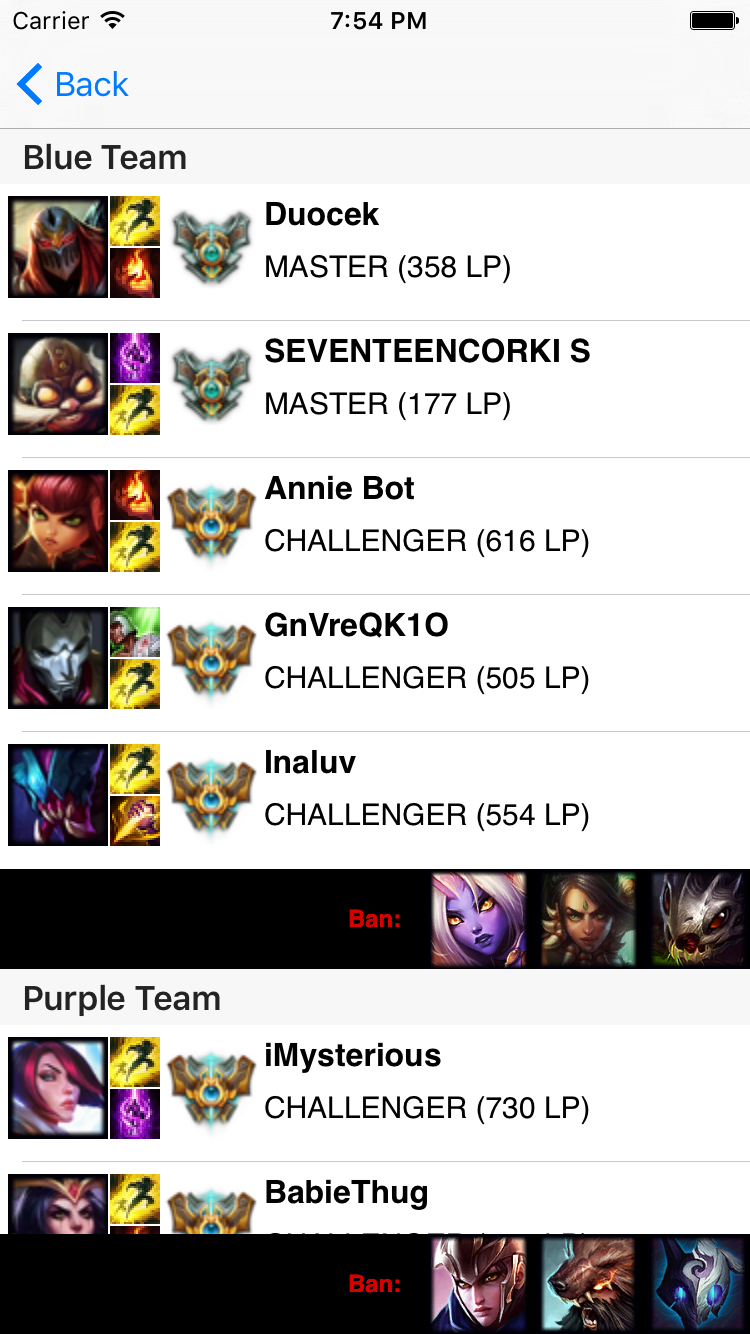 Carrier 7:54 PM
Back
Blue Team
Duocek
MASTER (358 LP)
SEVENTEENCORKI S
MASTER (177 LP)
Annie Bot
CHALLENGER (616 LP)
GnVreQK1O
CHALLENGER (505 LP)
Inaluv
CHALLENGER (554 LP)
Ban:
Purple Team
iMysterious
CHALLENGER (730 LP)
BabieThug
Ban: